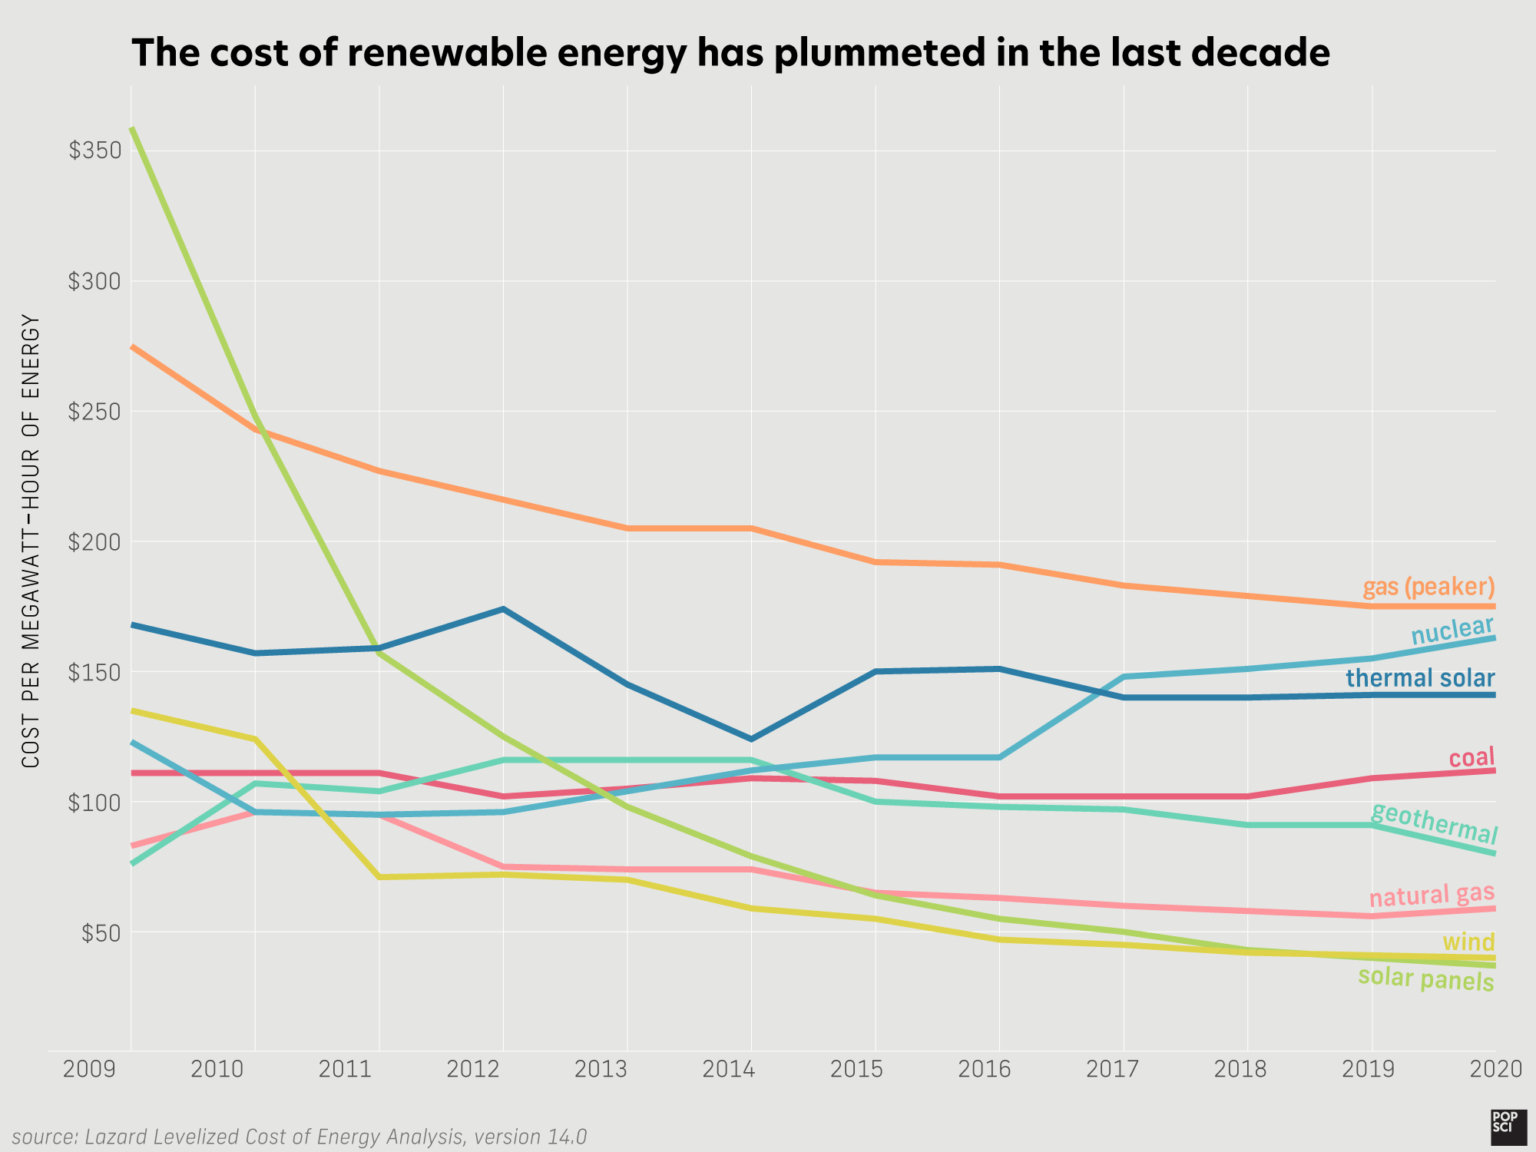 The cost of renewable energy has plummeted in the last decade
COST PER MEGAWATT-HOUR OF ENERGY
$350
$300
$250
$200
$150
$100
$50
gas (peaker)
nuclear
thermal solar
coal
geothermal
natural gas
wind
solar panels
2009 2010 2011 2012 2013 2014 2015 2016 2017 2018 2019 2020
source: Lazard Levelized Cost of Energy Analysis, version 14.0
POP
SCI